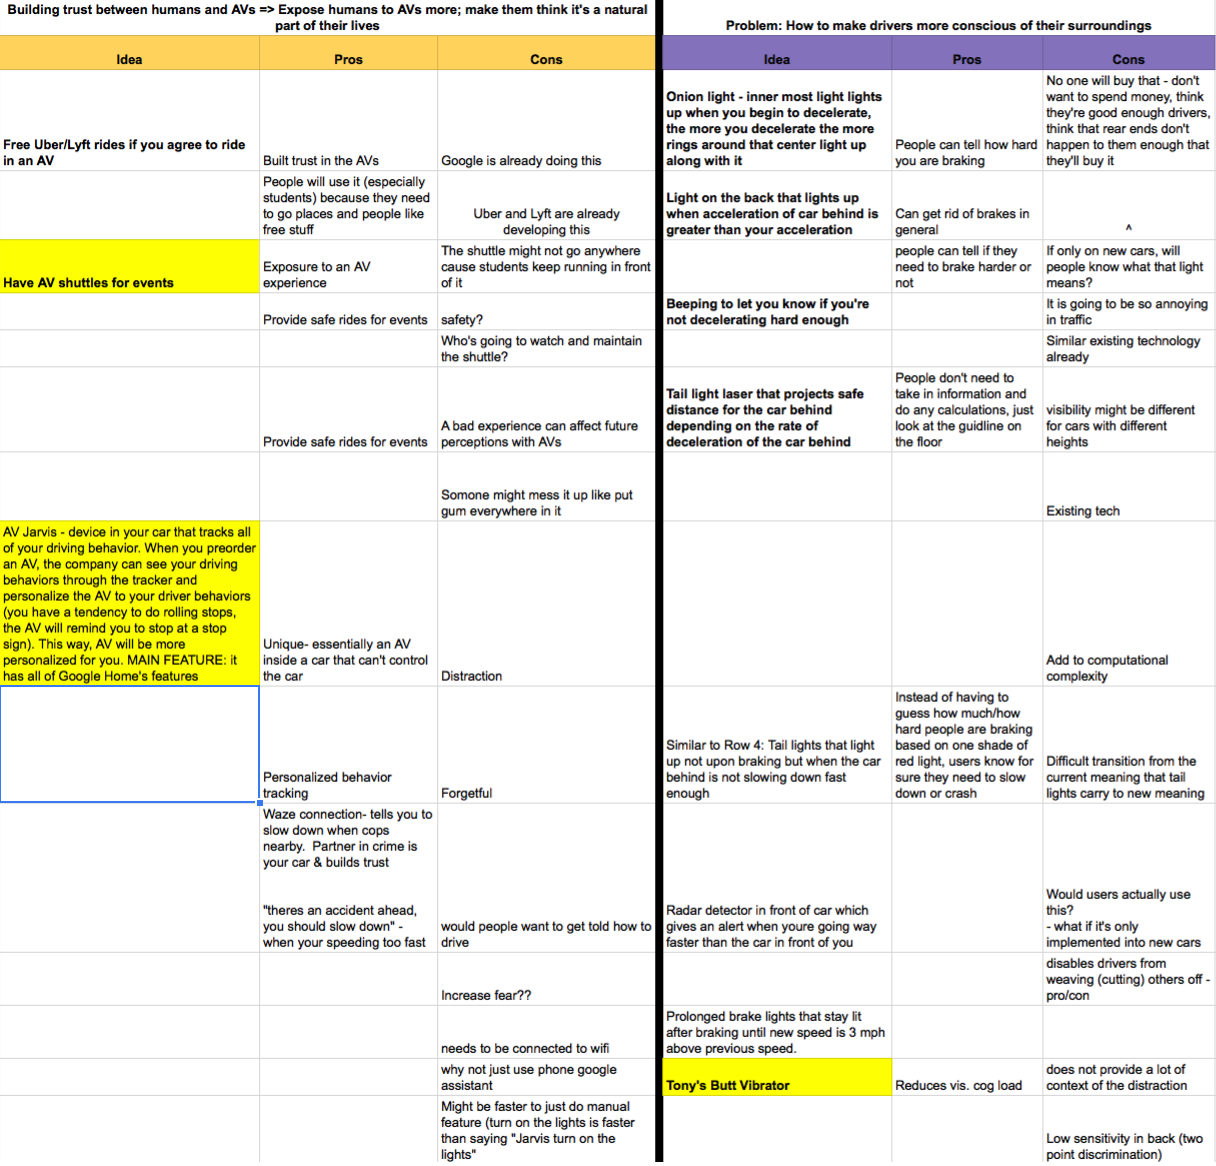 Building trust between humans and AVs => Expose humans to AVs more; make them think it's a natural
part of their lives
Idea
Pros
Cons
Free Uber/Lyft rides if you agree to ride
in an AV
Built trust in the AVs
Google is already doing this
People will use it (especially
students) because they need
to go places and people like
free stuff
Uber and Lyft are already
developing this
Have AV shuttles for events
Exposure to an AV
experience
The shuttle might not go anywhere
cause students keep running in front
of it
Provide safe rides for events
safety?
Who's going to watch and maintain
the shuttle?
Provide safe rides for events
A bad experience can affect future
perceptions with AVs
Somone might mess it up like put
gum everywhere in it
AV Jarvis - device in your car that tracks all
of your driving behavior. When you preorder
an AV, the company can see your driving
behaviors through the tracker and
personalize the AV to your driver behaviors
(you have a tendency to do rolling stops,
the AV will remind you to stop at a stop
sign). This way, AV will be more
personalized for you. MAIN FEATURE: it
has all of Google Home's features
Unique- essentially an AV
inside a car that can't control
the car
Distraction
Personalized behavior
tracking
Forgetful
Waze connection- tells you to
slow down when cops
nearby.  Partner in crime is
your car & builds trust
"theres an accident ahead,
you should slow down" -
when your speeding too fast
would people want to get told how to
drive
Increase fear??
needs to be connected to wifi
why not just use phone google
assistant
Might be faster to just do manual
feature (turn on the lights is faster
than saying "Jarvis turn on the
lights"
Problem: How to make drivers more conscious of their surroundings
Idea
Pros
Cons
Onion light - inner most light lights
up when you begin to decelerate,
the more you decelerate the more
rings around that center light up
along with it
People can tell how hard
you are braking
No one will buy that - don't
want to spend money, think
they're good enough drivers,
think that rear ends don't
happen to them enough that
they'll buy it
Light on the back that lights up
when acceleration of car behind is
greater than your acceleration
Can get rid of brakes in
general
^
people can tell if they
need to brake harder or
not
If only on new cars, will
people know what that light
means?
Beeping to let you know if you're
not decelerating hard enough
It is going to be so annoying
in traffic
Similar existing technology
already
Tail light laser that projects safe
distance for the car behind
depending on the rate of
deceleration of the car behind
People don't need to
take in information and
do any calculations, just
look at the guidline on
the floor
visibility might be different
for cars with different
heights
Existing tech
Add to computational
complexity
Similar to Row 4: Tail lights that light
up not upon braking but when the car
behind is not slowing down fast
enough
Instead of having to
guess how much/how
hard people are braking
based on one shade of
red light, users know for
sure they need to slow
down or crash
Difficult transition from the
current meaning that tail
lights carry to new meaning
Radar detector in front of car which
gives an alert when youre going way
faster than the car in front of you
Would users actually use
this?
- what if it's only
implemented into new cars
disables drivers from
weaving (cutting) others off -
pro/con
Prolonged brake lights that stay lit
after braking until new speed is 3 mph
above previous speed.
Tony's Butt Vibrator
Reduces vis. cog load
does not provide a lot of
context of the distraction
Low sensitivity in back (two
point discrimination)